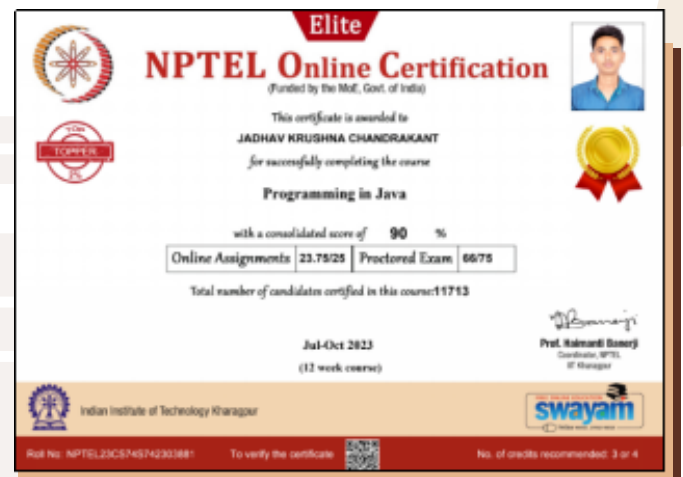 Elite
NPTEL Online Certification
(Funded by the MoE, Govt. of India)
This certificate is awarded to
JADHAV KRUSHNA CHANDRAKANT
for successfully completing the course
TOPPER
Programming in Java
with a consolidated score of 90 %
Online Assignments 23.75/25 Proctored Exam 66/75
Total number of candidates certified in this course:11713
Jul-Oct 2023
(12 week course)
Prof. Haimanti Banerji
Coordinator, NPTEL
IIT Kharagpur
Indian Institute of Technology Kharagpur
swayam
Roll No: NPTEL23CS74S742303881 To verify the certificate No. of credits recommended: 3 or 4